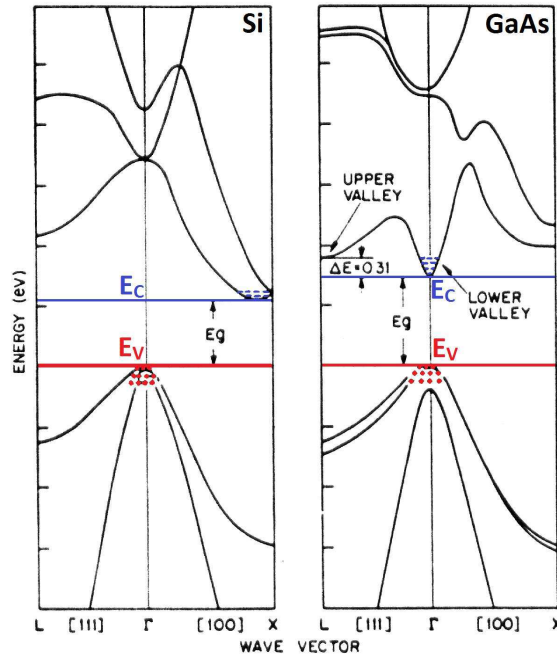 Si
GaAs
ENERGY (eV)
UPPER
VALLEY
ΔE=0.31
E_C
E_C
LOWER
VALLEY
Eg
Eg
E_V
E_V
L [111] Γ [100] X
L [111] Γ [100] X
WAVE VECTOR